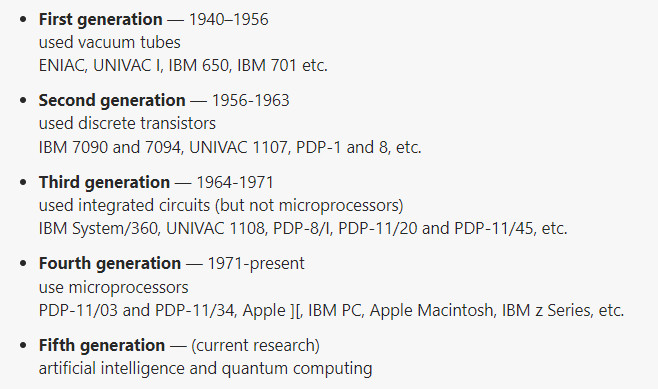 • First generation — 1940–1956
used vacuum tubes
ENIAC, UNIVAC I, IBM 650, IBM 701 etc.
• Second generation — 1956-1963
used discrete transistors
IBM 7090 and 7094, UNIVAC 1107, PDP-1 and 8, etc.
• Third generation — 1964-1971
used integrated circuits (but not microprocessors)
IBM System/360, UNIVAC 1108, PDP-8/I, PDP-11/20 and PDP-11/45, etc.
• Fourth generation — 1971-present
use microprocessors
PDP-11/03 and PDP-11/34, Apple ][, IBM PC, Apple Macintosh, IBM z Series, etc.
• Fifth generation — (current research)
artificial intelligence and quantum computing